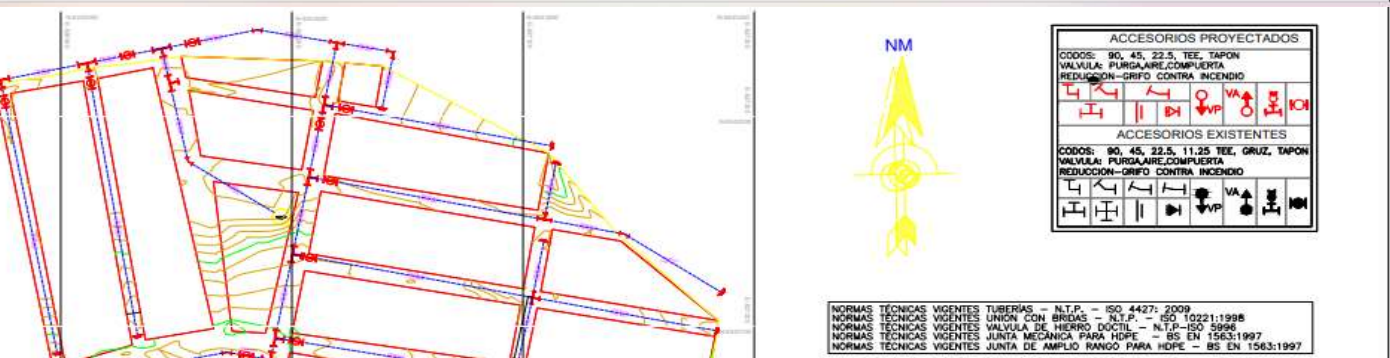 NM
ACCESORIOS PROYECTADOS
CODOS: 90, 45, 22.5, TEE, TAPON
VALVULA: PURGA,AIRE,COMPUERTA
REDUCCION-GRIFO CONTRA INCENDIO
VP
VA
ACCESORIOS EXISTENTES
CODOS: 90, 45, 22.5, 11.25 TEE, GRUZ, TAPON
VALVULA: PURGA,AIRE,COMPUERTA
REDUCCION-GRIFO CONTRA INCENDIO
VP
VA
NORMAS TÉCNICAS VIGENTES TUBERÍAS - N.T.P. - ISO 4427: 2009
NORMAS TÉCNICAS VIGENTES UNIÓN CON BRIDAS - N.T.P. - ISO 10221:1998
NORMAS TÉCNICAS VIGENTES VALVULA DE HIERRO DOCTIL - N.T.P-ISO 5996
NORMAS TÉCNICAS VIGENTES JUNTA MECÁNICA PARA HDPE - BS EN 1563:1997
NORMAS TÉCNICAS VIGENTES JUNTA DE AMPLIO RANGO PARA HDPE - BS EN 1563:1997